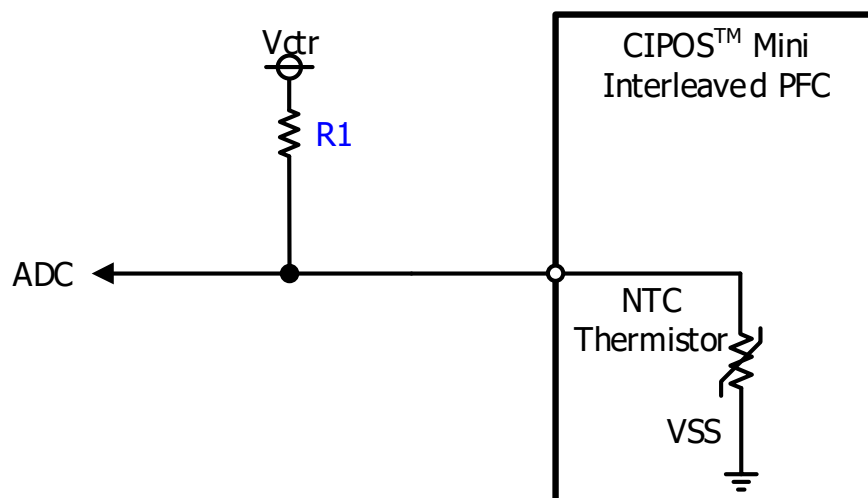 Vctr
CIPOS™ Mini
Interleaved PFC
R1
ADC
NTC
Thermistor
VSS